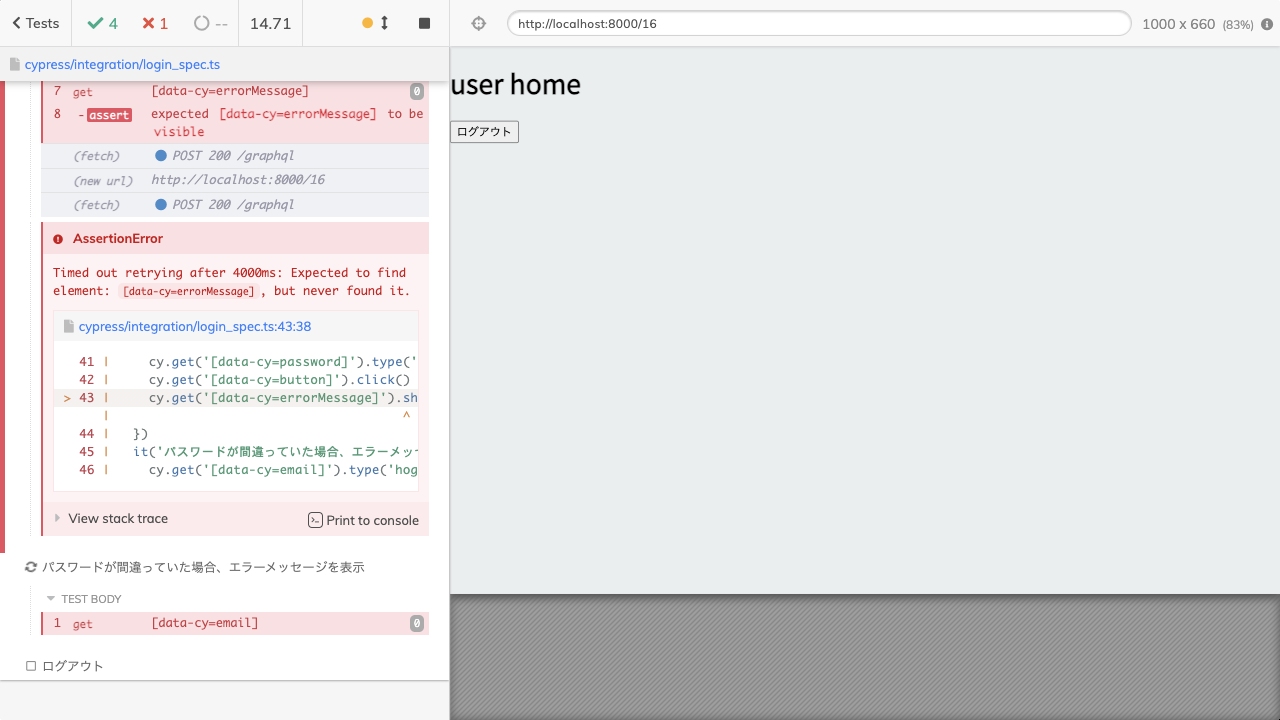 Tests
4
1
--
14.71
http://localhost:8000/16
1000 x 660 (83%)
cypress/integration/login_spec.ts
7 get [data-cy=errorMessage] 0
8 -assert expected [data-cy=errorMessage] to be
visible
(fetch) POST 200 /graphql
(new url) http://localhost:8000/16
(fetch) POST 200 /graphql
AssertionError
Timed out retrying after 4000ms: Expected to find
element: [data-cy=errorMessage], but never found it.
cypress/integration/login_spec.ts:43:38
41 | cy.get('[data-cy=password]').type('
42 | cy.get('[data-cy=button]').click()
> 43 | cy.get('[data-cy=errorMessage]').sh
| ^
44 | })
45 | it('パスワードが間違っていた場合、エラーメッセ
46 | cy.get('[data-cy=email]').type('hog
View stack trace
Print to console
パスワードが間違っていた場合、エラーメッセージを表示
TEST BODY
1 get [data-cy=email] 0
ログアウト
user home
ログアウト